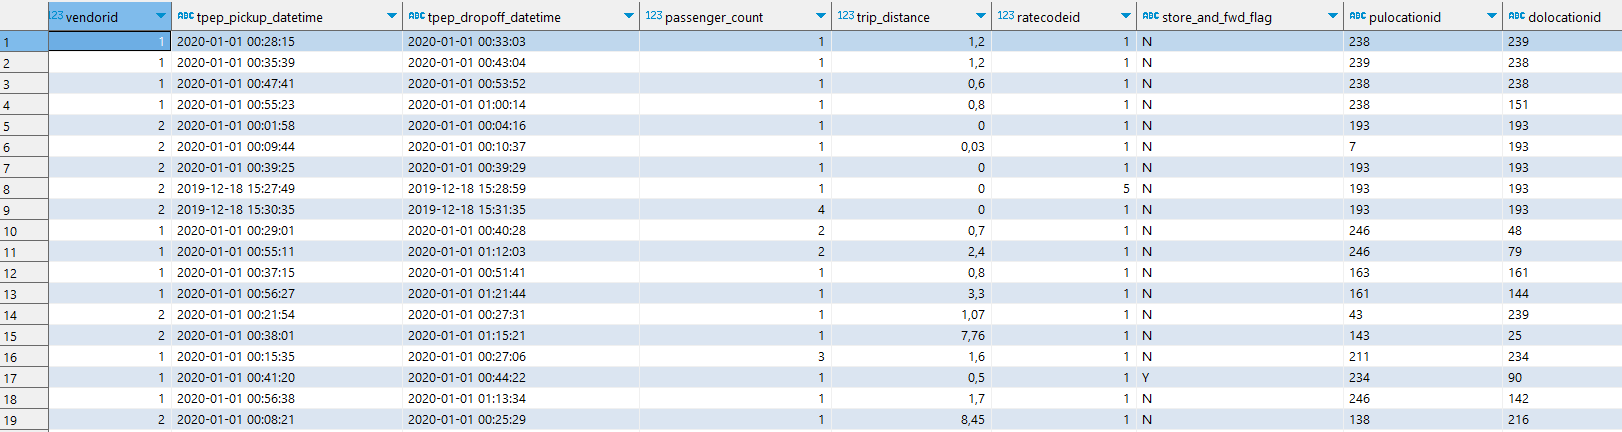 123 vendorid ABC tpep_pickup_datetime ABC tpep_dropoff_datetime 123 passenger_count 123 trip_distance 123 ratecodeid ABC store_and_fwd_flag ABC pulocationid ABC dolocationid
1 1 2020-01-01 00:28:15 2020-01-01 00:33:03 1 1,2 1 N 238 239
2 1 2020-01-01 00:35:39 2020-01-01 00:43:04 1 1,2 1 N 239 238
3 1 2020-01-01 00:47:41 2020-01-01 00:53:52 1 0,6 1 N 238 238
4 1 2020-01-01 00:55:23 2020-01-01 01:00:14 1 0,8 1 N 238 151
5 2 2020-01-01 00:01:58 2020-01-01 00:04:16 1 0 1 N 193 193
6 2 2020-01-01 00:09:44 2020-01-01 00:10:37 1 0,03 1 N 7 193
7 2 2020-01-01 00:39:25 2020-01-01 00:39:29 1 0 1 N 193 193
8 2 2019-12-18 15:27:49 2019-12-18 15:28:59 1 0 5 N 193 193
9 2 2019-12-18 15:30:35 2019-12-18 15:31:35 4 0 1 N 193 193
10 1 2020-01-01 00:29:01 2020-01-01 00:40:28 2 0,7 1 N 246 48
11 1 2020-01-01 00:55:11 2020-01-01 01:12:03 2 2,4 1 N 246 79
12 1 2020-01-01 00:37:15 2020-01-01 00:51:41 1 0,8 1 N 163 161
13 1 2020-01-01 00:56:27 2020-01-01 01:21:44 1 3,3 1 N 161 144
14 2 2020-01-01 00:21:54 2020-01-01 00:27:31 1 1,07 1 N 43 239
15 2 2020-01-01 00:38:01 2020-01-01 01:15:21 1 7,76 1 N 143 25
16 1 2020-01-01 00:15:35 2020-01-01 00:27:06 3 1,6 1 N 211 234
17 1 2020-01-01 00:41:20 2020-01-01 00:44:22 1 0,5 1 Y 234 90
18 1 2020-01-01 00:56:38 2020-01-01 01:13:34 1 1,7 1 N 246 142
19 2 2020-01-01 00:08:21 2020-01-01 00:25:29 1 8,45 1 N 138 216